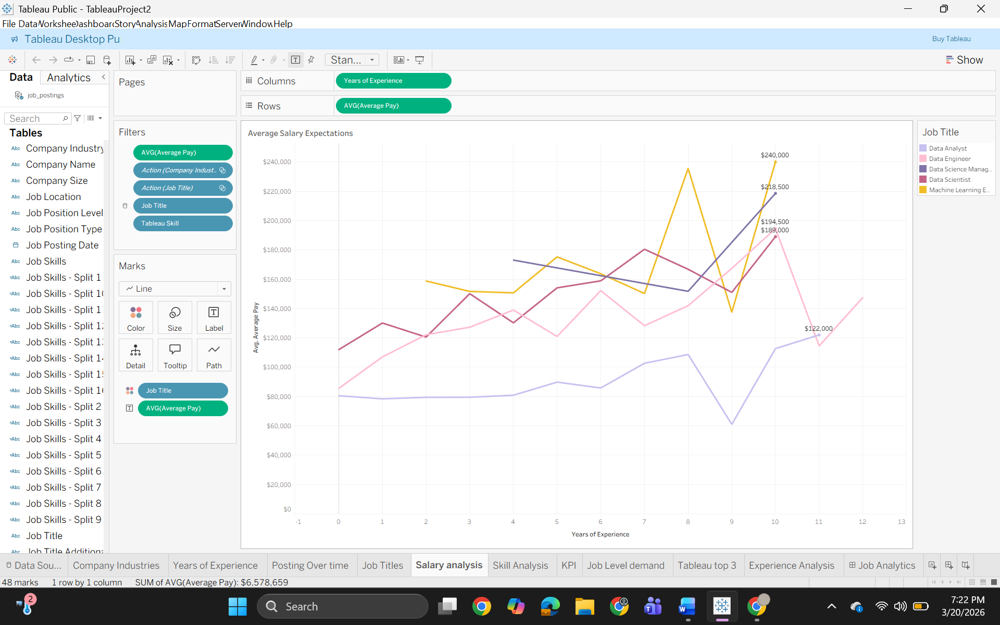 Tableau Public - TableauProject2
File Data Worksheet Dashboard Story Analysis Map Format Server Window Help
Tableau Desktop Pu
Buy Tableau
Stan...
Show
Data
Analytics
job_postings
Search
Tables
Company Industry
Company Name
Company Size
Job Location
Job Position Level
Job Position Type
Job Posting Date
Job Skills
Job Skills - Split 1
Job Skills - Split 10
Job Skills - Split 11
Job Skills - Split 12
Job Skills - Split 13
Job Skills - Split 14
Job Skills - Split 15
Job Skills - Split 16
Job Skills - Split 2
Job Skills - Split 3
Job Skills - Split 4
Job Skills - Split 5
Job Skills - Split 6
Job Skills - Split 7
Job Skills - Split 8
Job Skills - Split 9
Job Title
Job Title Additiona
Pages
Filters
AVG(Average Pay)
Action (Company Indust..
Action (Job Title)
Job Title
Tableau Skill
Marks
Line
Color
Size
Label
Detail
Tooltip
Path
Job Title
AVG(Average Pay)
Columns
Years of Experience
Rows
AVG(Average Pay)
Average Salary Expectations
$240,000
$220,000
$200,000
$180,000
$160,000
$140,000
$120,000
$100,000
$80,000
$60,000
$40,000
$20,000
$0
Avg. Average Pay
$240,000
$218,500
$194,500
$189,000
$122,000
-1 0 1 2 3 4 5 6 7 8 9 10 11 12 13
Years of Experience
Job Title
Data Analyst
Data Engineer
Data Science Manag..
Data Scientist
Machine Learning E..
Data Sou...
Company Industries
Years of Experience
Posting Over time
Job Titles
Salary analysis
Skill Analysis
KPI
Job Level demand
Tableau top 3
Experience Analysis
Job Analytics
48 marks
1 row by 1 column
SUM of AVG(Average Pay): $6,578,659
2
Search
7:22 PM
3/20/2026